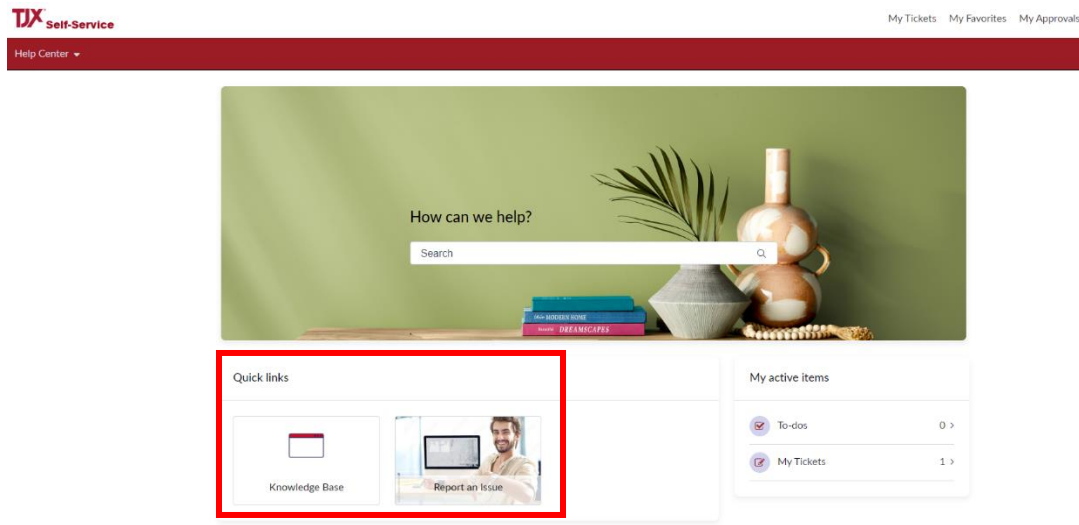 TJX Self-Service
My Tickets My Favorites My Approvals
Help Center
How can we help?
Search
MODERN HOME
DREAMSCAPES
Quick links
My active items
Knowledge Base
Report an Issue
To-dos 0
My Tickets 1